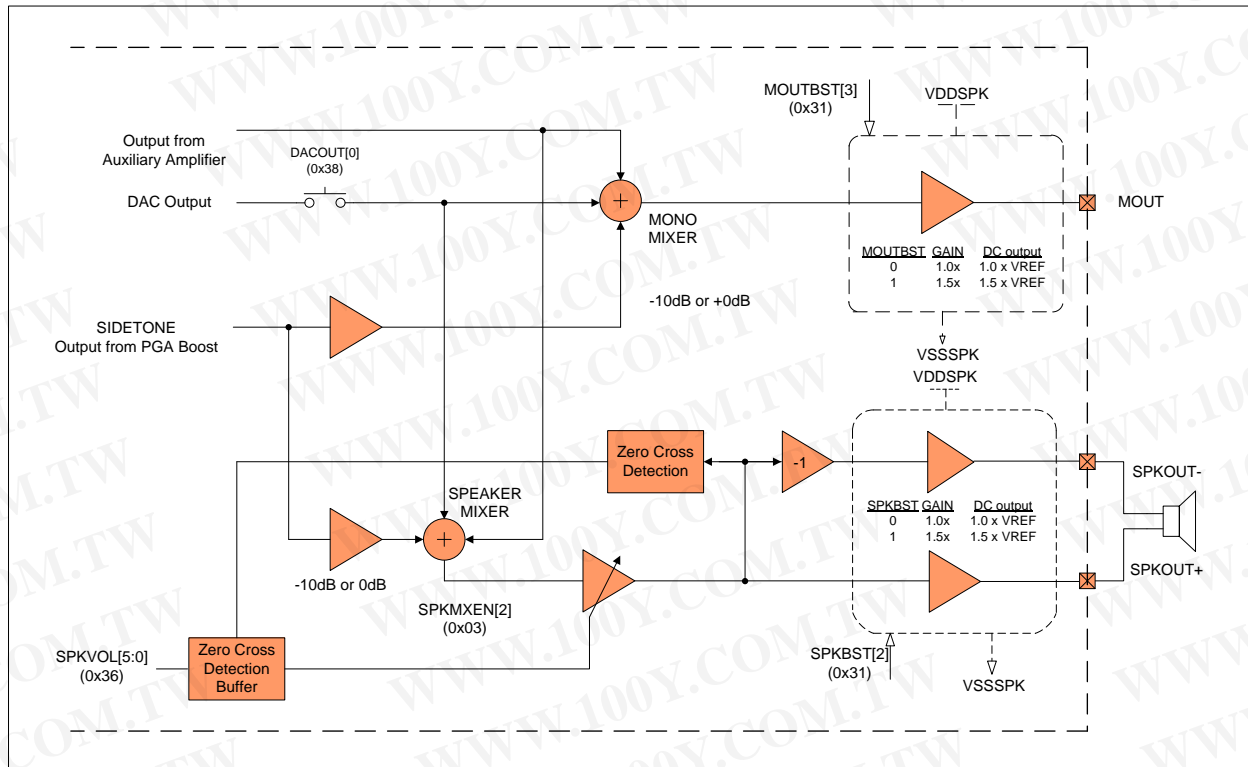 MOUTBST[3]
(0x31)
VDDSPK
Output from
Auxiliary Amplifier
DACOUT[0]
(0x38)
DAC Output
+
MONO
MIXER
MOUT
MOUTBST GAIN DC output
0 1.0x 1.0 x VREF
1 1.5x 1.5 x VREF
-10dB or +0dB
SIDETONE
Output from PGA Boost
VSSSPK
VDDSPK
Zero Cross
Detection
-1
SPKOUT-
SPEAKER
MIXER
+
SPKBST GAIN DC output
0 1.0x 1.0 x VREF
1 1.5x 1.5 x VREF
SPKOUT+
-10dB or 0dB
SPKMXEN[2]
(0x03)
SPKVOL[5:0]
(0x36)
Zero Cross
Detection
Buffer
SPKBST[2]
(0x31)
VSSSPK
WWW.100Y.COM.TW